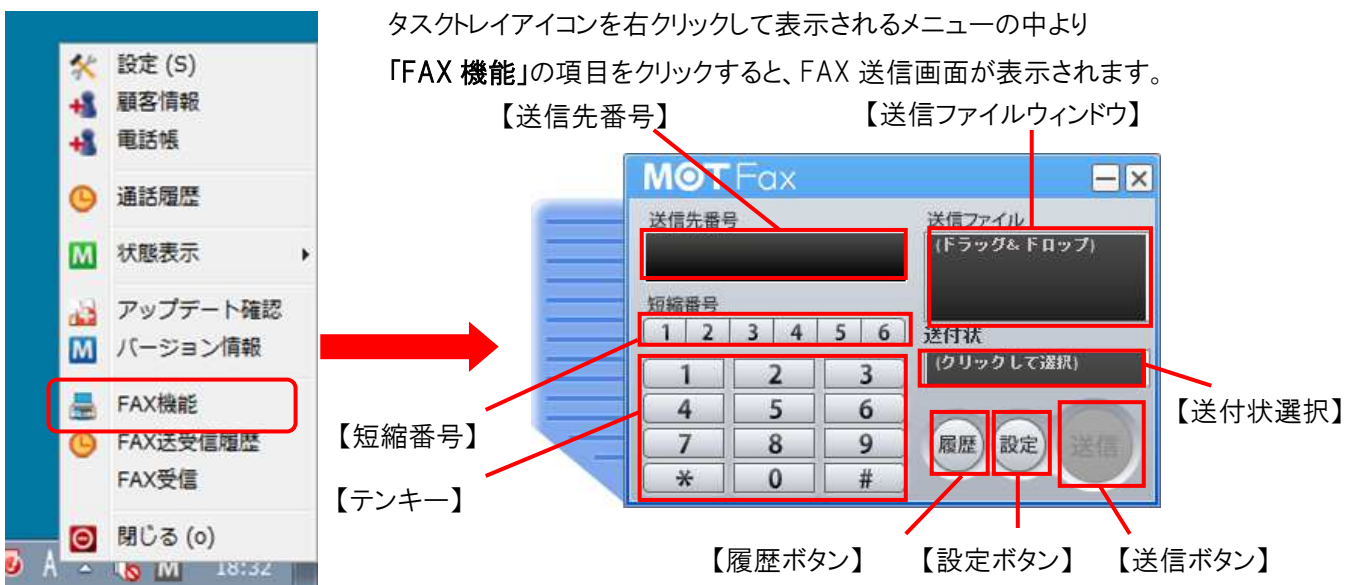 タスクトレイアイコンを右クリックして表示されるメニューの中より
「FAX 機能」の項目をクリックすると、FAX 送信画面が表示されます。
設定 (S)
顧客情報
電話帳
通話履歴
状態表示
アップデート確認
バージョン情報
FAX機能
FAX送受信履歴
FAX受信
閉じる (o)
A M 18:32
【送信先番号】
【送信ファイルウィンドウ】
MOT Fax
送信先番号
送信ファイル
(ドラッグ& ドロップ)
短縮番号
1 2 3 4 5 6
送付状
(クリックして選択)
1 2 3
4 5 6
7 8 9
* 0 #
履歴
設定
送信
【短縮番号】
【テンキー】
【送付状選択】
【履歴ボタン】
【設定ボタン】
【送信ボタン】